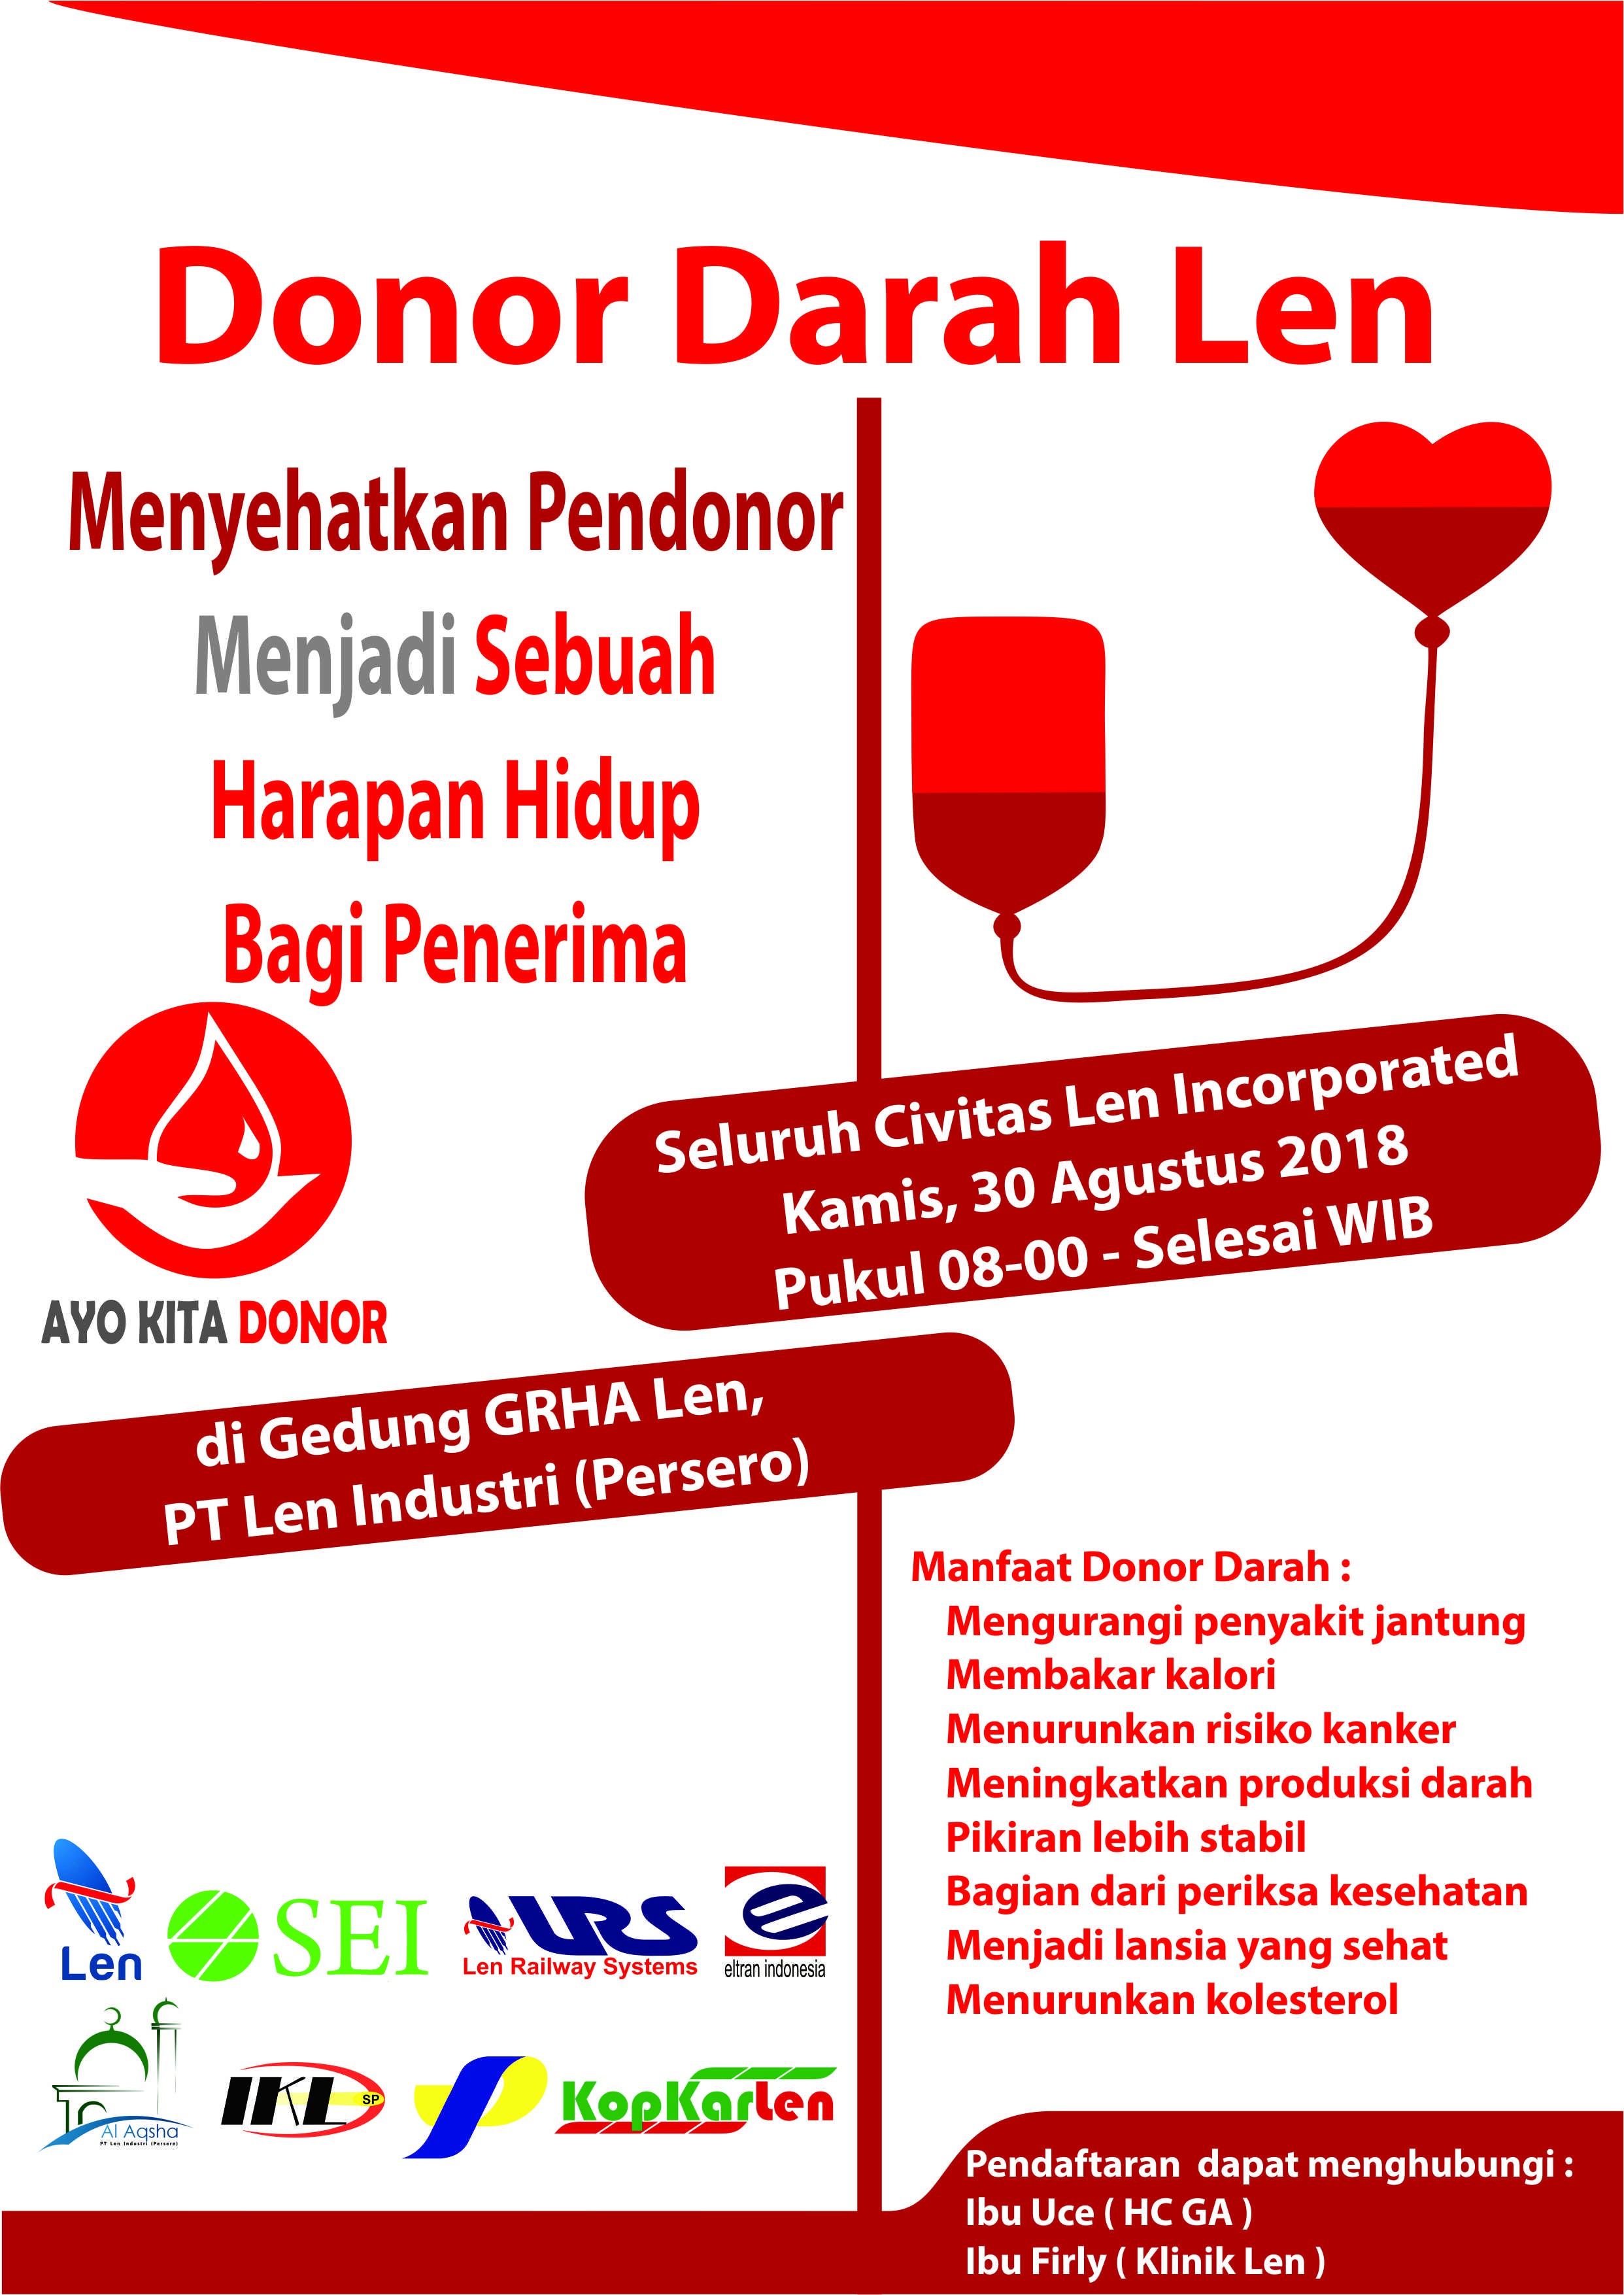 Donor Darah Len
Menyehatkan Pendonor
Menjadi Sebuah
Harapan Hidup
Bagi Penerima
AYO KITA DONOR
Seluruh Civitas Len Incorporated
Kamis, 30 Agustus 2018
Pukul 08-00 - Selesai WIB
di Gedung GRHA Len,
PT Len Industri (Persero)
Manfaat Donor Darah :
Mengurangi penyakit jantung
Membakar kalori
Menurunkan risiko kanker
Meningkatkan produksi darah
Pikiran lebih stabil
Bagian dari periksa kesehatan
Menjadi lansia yang sehat
Menurunkan kolesterol
Len
SEI
LRS
Len Railway Systems
e
eltran indonesia
Al Aqsha
PT Len Industri (Persero)
IKL
SP
KopKarLen
Pendaftaran dapat menghubungi :
Ibu Uce ( HC GA )
Ibu Firly ( Klinik Len )